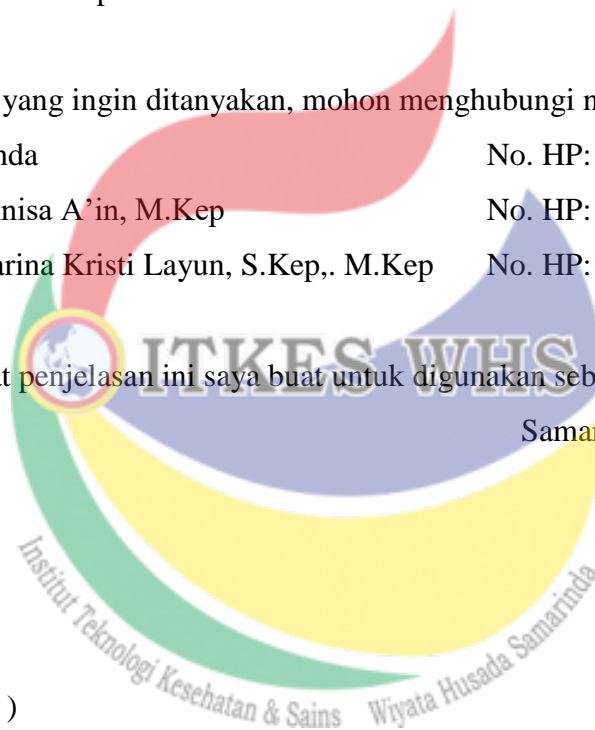 yang ingin ditanyakan, mohon menghubungi
nda No. HP:
nisa A'in, M.Kep No. HP:
arina Kristi Layun, S.Kep,. M.Kep No. HP:
ITKES WHS
at penjelasan ini saya buat untuk digunakan seb
Samar
Institut Teknologi Kesehatan & Sains Wiyata Husada Samarinda
)